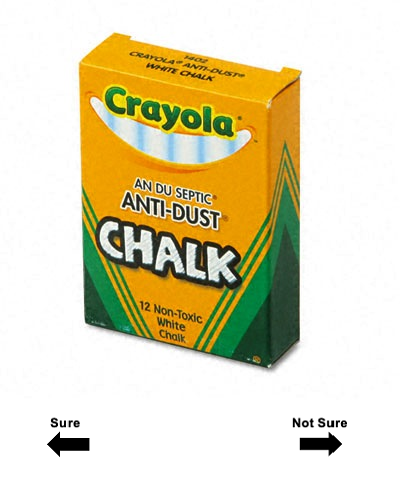 1402
CRAYOLA® ANTI-DUST®
WHITE CHALK
Crayola®
AN DU SEPTIC®
ANTI-DUST®
CHALK
12 Non-Toxic
White
Chalk
Sure
Not Sure